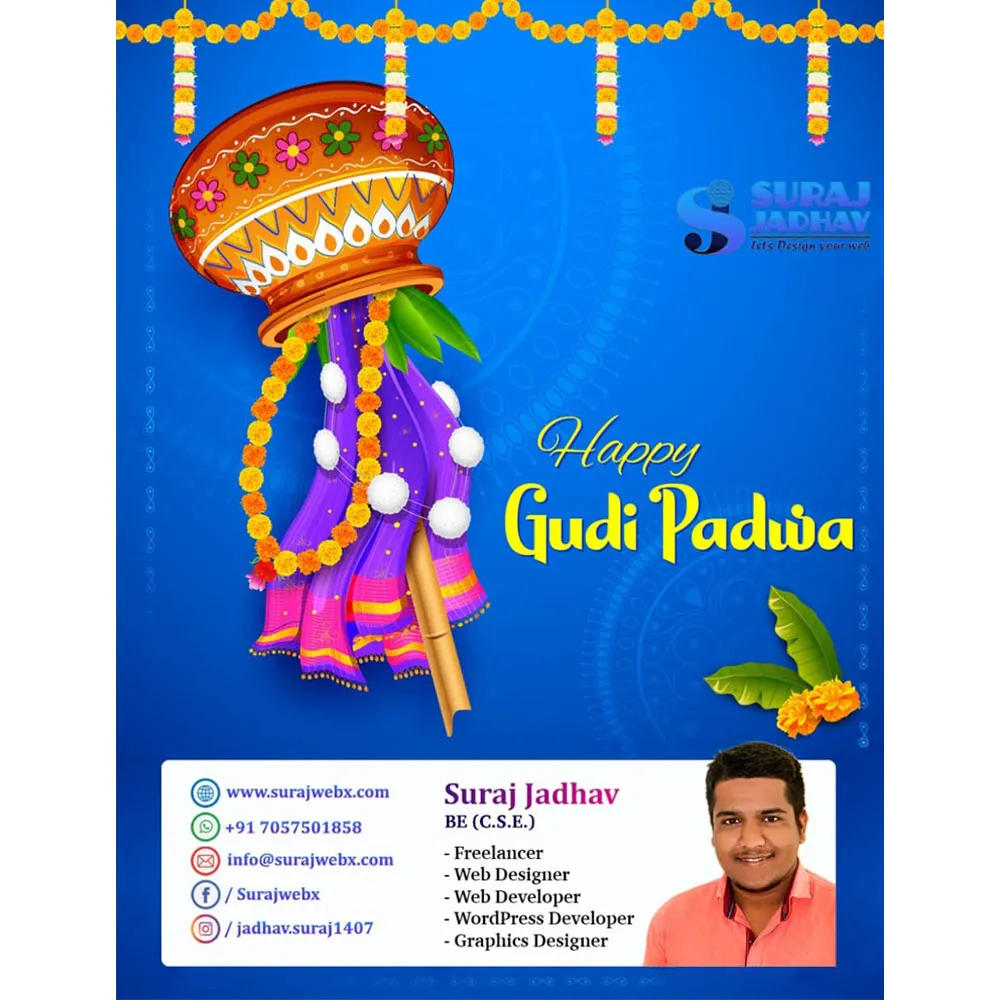 SURAJ
JADHAV
let's Design your web
Happy
Gudi Padwa
www.surajwebx.com
+91 7057501858
info@surajwebx.com
/ Surajwebx
/ jadhav.suraj1407
Suraj Jadhav
BE (C.S.E.)
- Freelancer
- Web Designer
- Web Developer
- WordPress Developer
- Graphics Designer